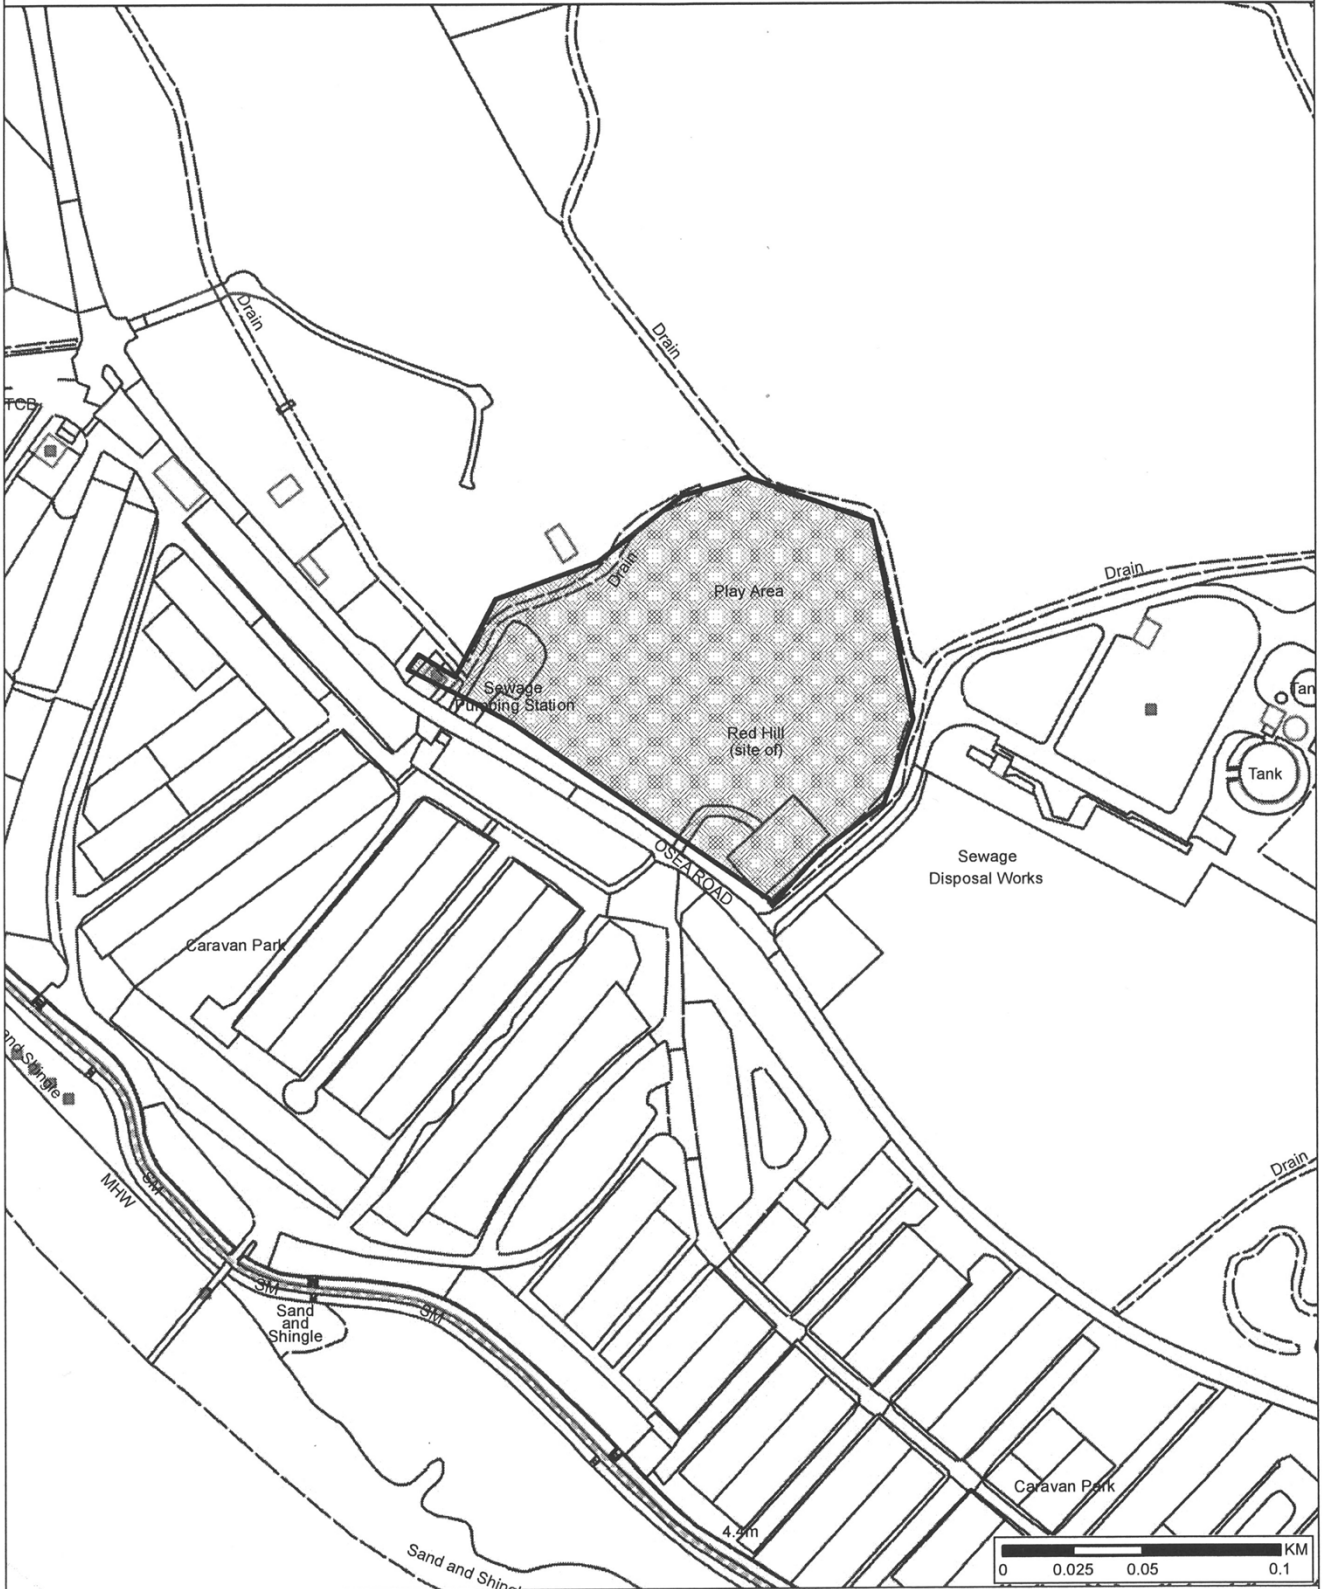 Drain
Drain
TCB
Drain
Play Area
Drain
Sewage
Pumping Station
Red Hill
(site of)
Tan
Tank
OSEA ROAD
Sewage
Disposal Works
Caravan Park
and Shingle
MHW
SM
Drain
SM
SM
Sand
and
Shingle
Caravan Park
4.4m
Sand and Shingl
KM
0 0.025 0.05 0.1